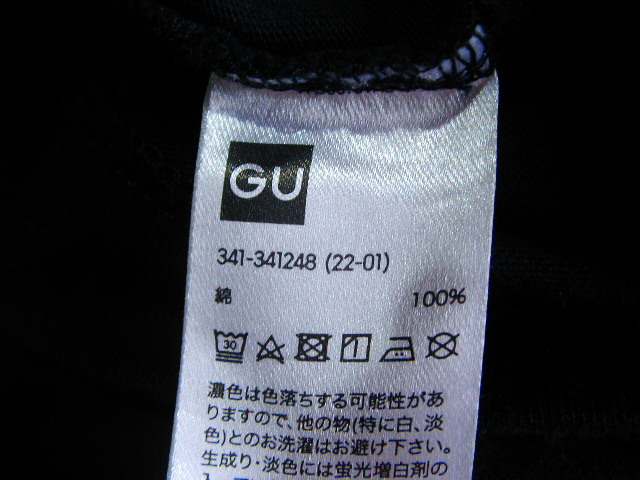 GU
341-341248 (22-01)
綿 100%
30
濃色は色落ちする可能性があ
りますので、他の物(特に白、淡
色)とのお洗濯はお避け下さい。
生成り・淡色には蛍光増白剤の